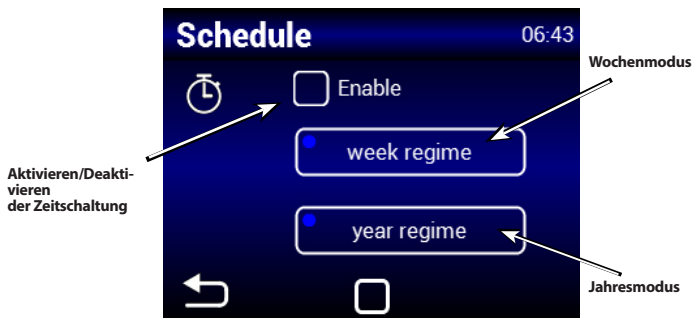 Schedule 06:43
Wochenmodus
Enable
week regime
Aktivieren/Deakti-
vieren
der Zeitschaltung
year regime
Jahresmodus